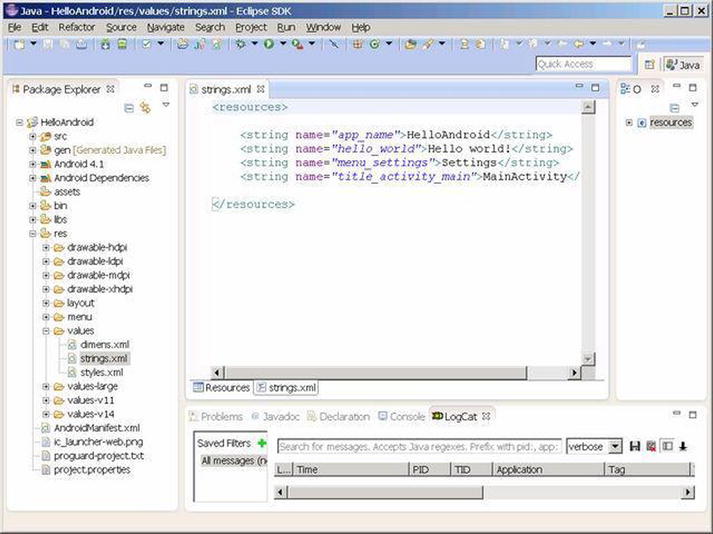 Java - HelloAndroid/res/values/strings.xml - Eclipse SDK
File Edit Refactor Source Navigate Search Project Run Window Help
Quick Access
Java
Package Explorer
HelloAndroid
src
gen [Generated Java Files]
Android 4.1
Android Dependencies
assets
bin
libs
res
drawable-hdpi
drawable-ldpi
drawable-mdpi
drawable-xhdpi
layout
menu
values
dimens.xml
strings.xml
styles.xml
values-large
values-v11
values-v14
AndroidManifest.xml
ic_launcher-web.png
proguard-project.txt
project.properties
strings.xml
<resources>
<string name="app_name">HelloAndroid</string>
<string name="hello_world">Hello world!</string>
<string name="menu_settings">Settings</string>
<string name="title_activity_main">MainActivity</
</resources>
Resources strings.xml
O
resources
Problems Javadoc Declaration Console LogCat
Saved Filters
All messages (no
Search for messages. Accepts Java regexes. Prefix with pid:, app:
verbose
L... Time PID TID Application Tag